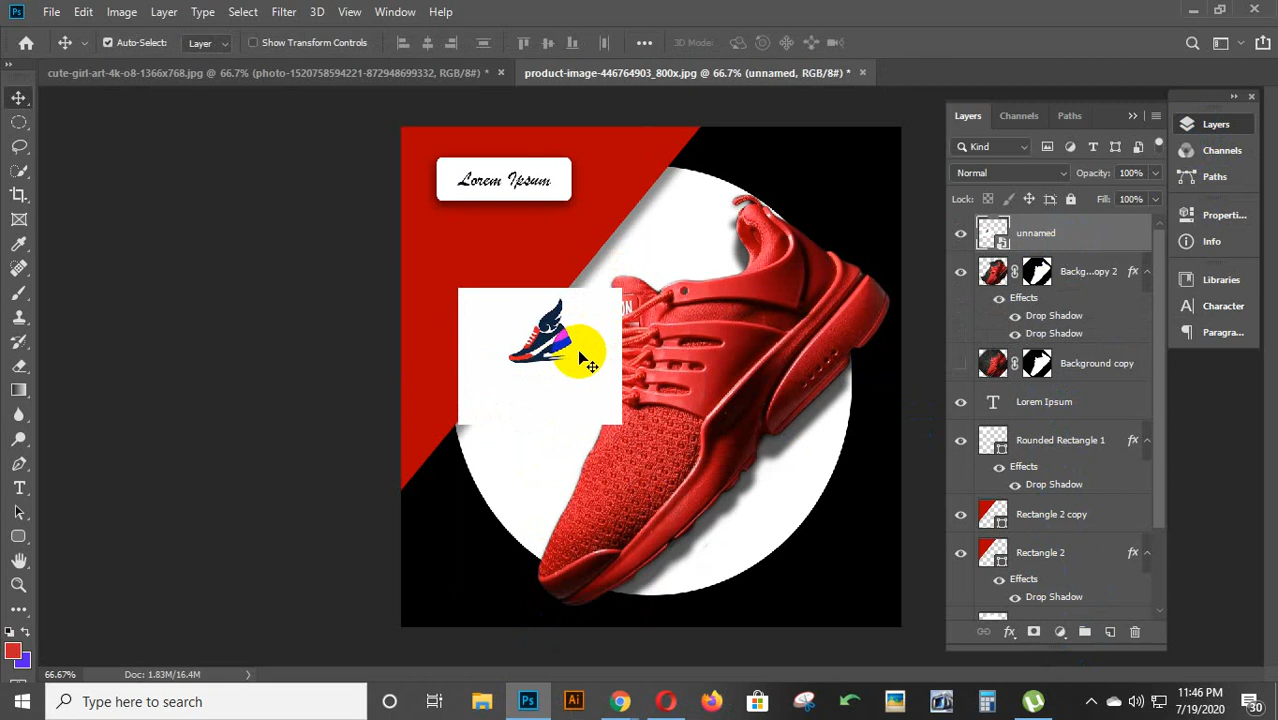 File Edit Image Layer Type Select Filter 3D View Window Help
Auto-Select: Layer Show Transform Controls 3D Mode:
cute-girl-art-4k-o8-1366x768.jpg @ 66.7% (photo-1520758594221-872948699332, RGB/8#) *
product-image-446764903_800x.jpg @ 66.7% (unnamed, RGB/8#) *
Lorem Ipsum
Layers Channels Paths
Kind
Normal Opacity: 100%
Lock: Fill: 100%
unnamed
Backg...opy 2 fx
Effects
Drop Shadow
Drop Shadow
Background copy
Lorem Ipsum
Rounded Rectangle 1 fx
Effects
Drop Shadow
Rectangle 2 copy
Rectangle 2 fx
Effects
Drop Shadow
Layers
Channels
Paths
Properti...
Info
Libraries
Character
Paragra...
66.67% Doc: 1.83M/16.4M
Type here to search
Ps Ai
11:46 PM
7/19/2020
30